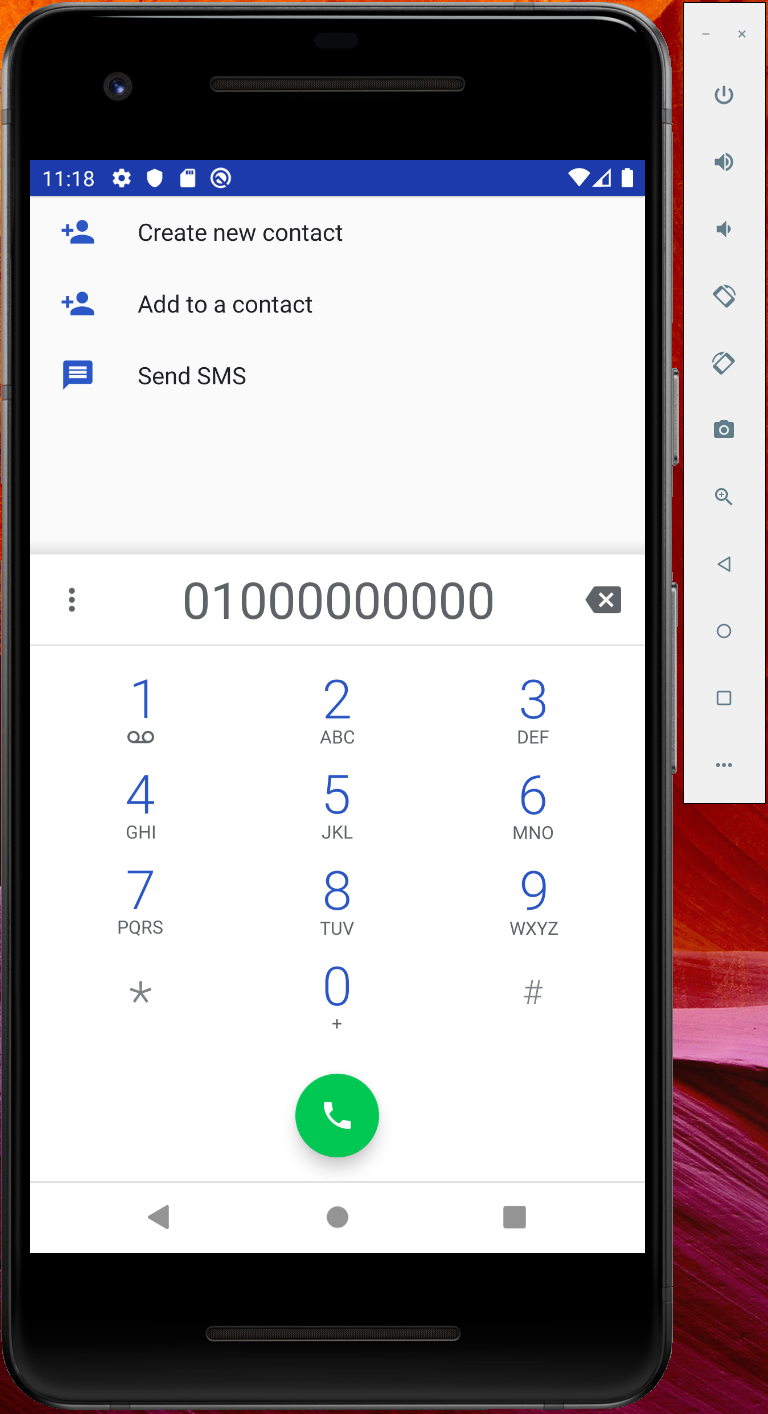 11:18
Create new contact
Add to a contact
Send SMS
01000000000
1 2 3
ABC DEF
4 5 6
GHI JKL MNO
7 8 9
PQRS TUV WXYZ
* 0 #
+